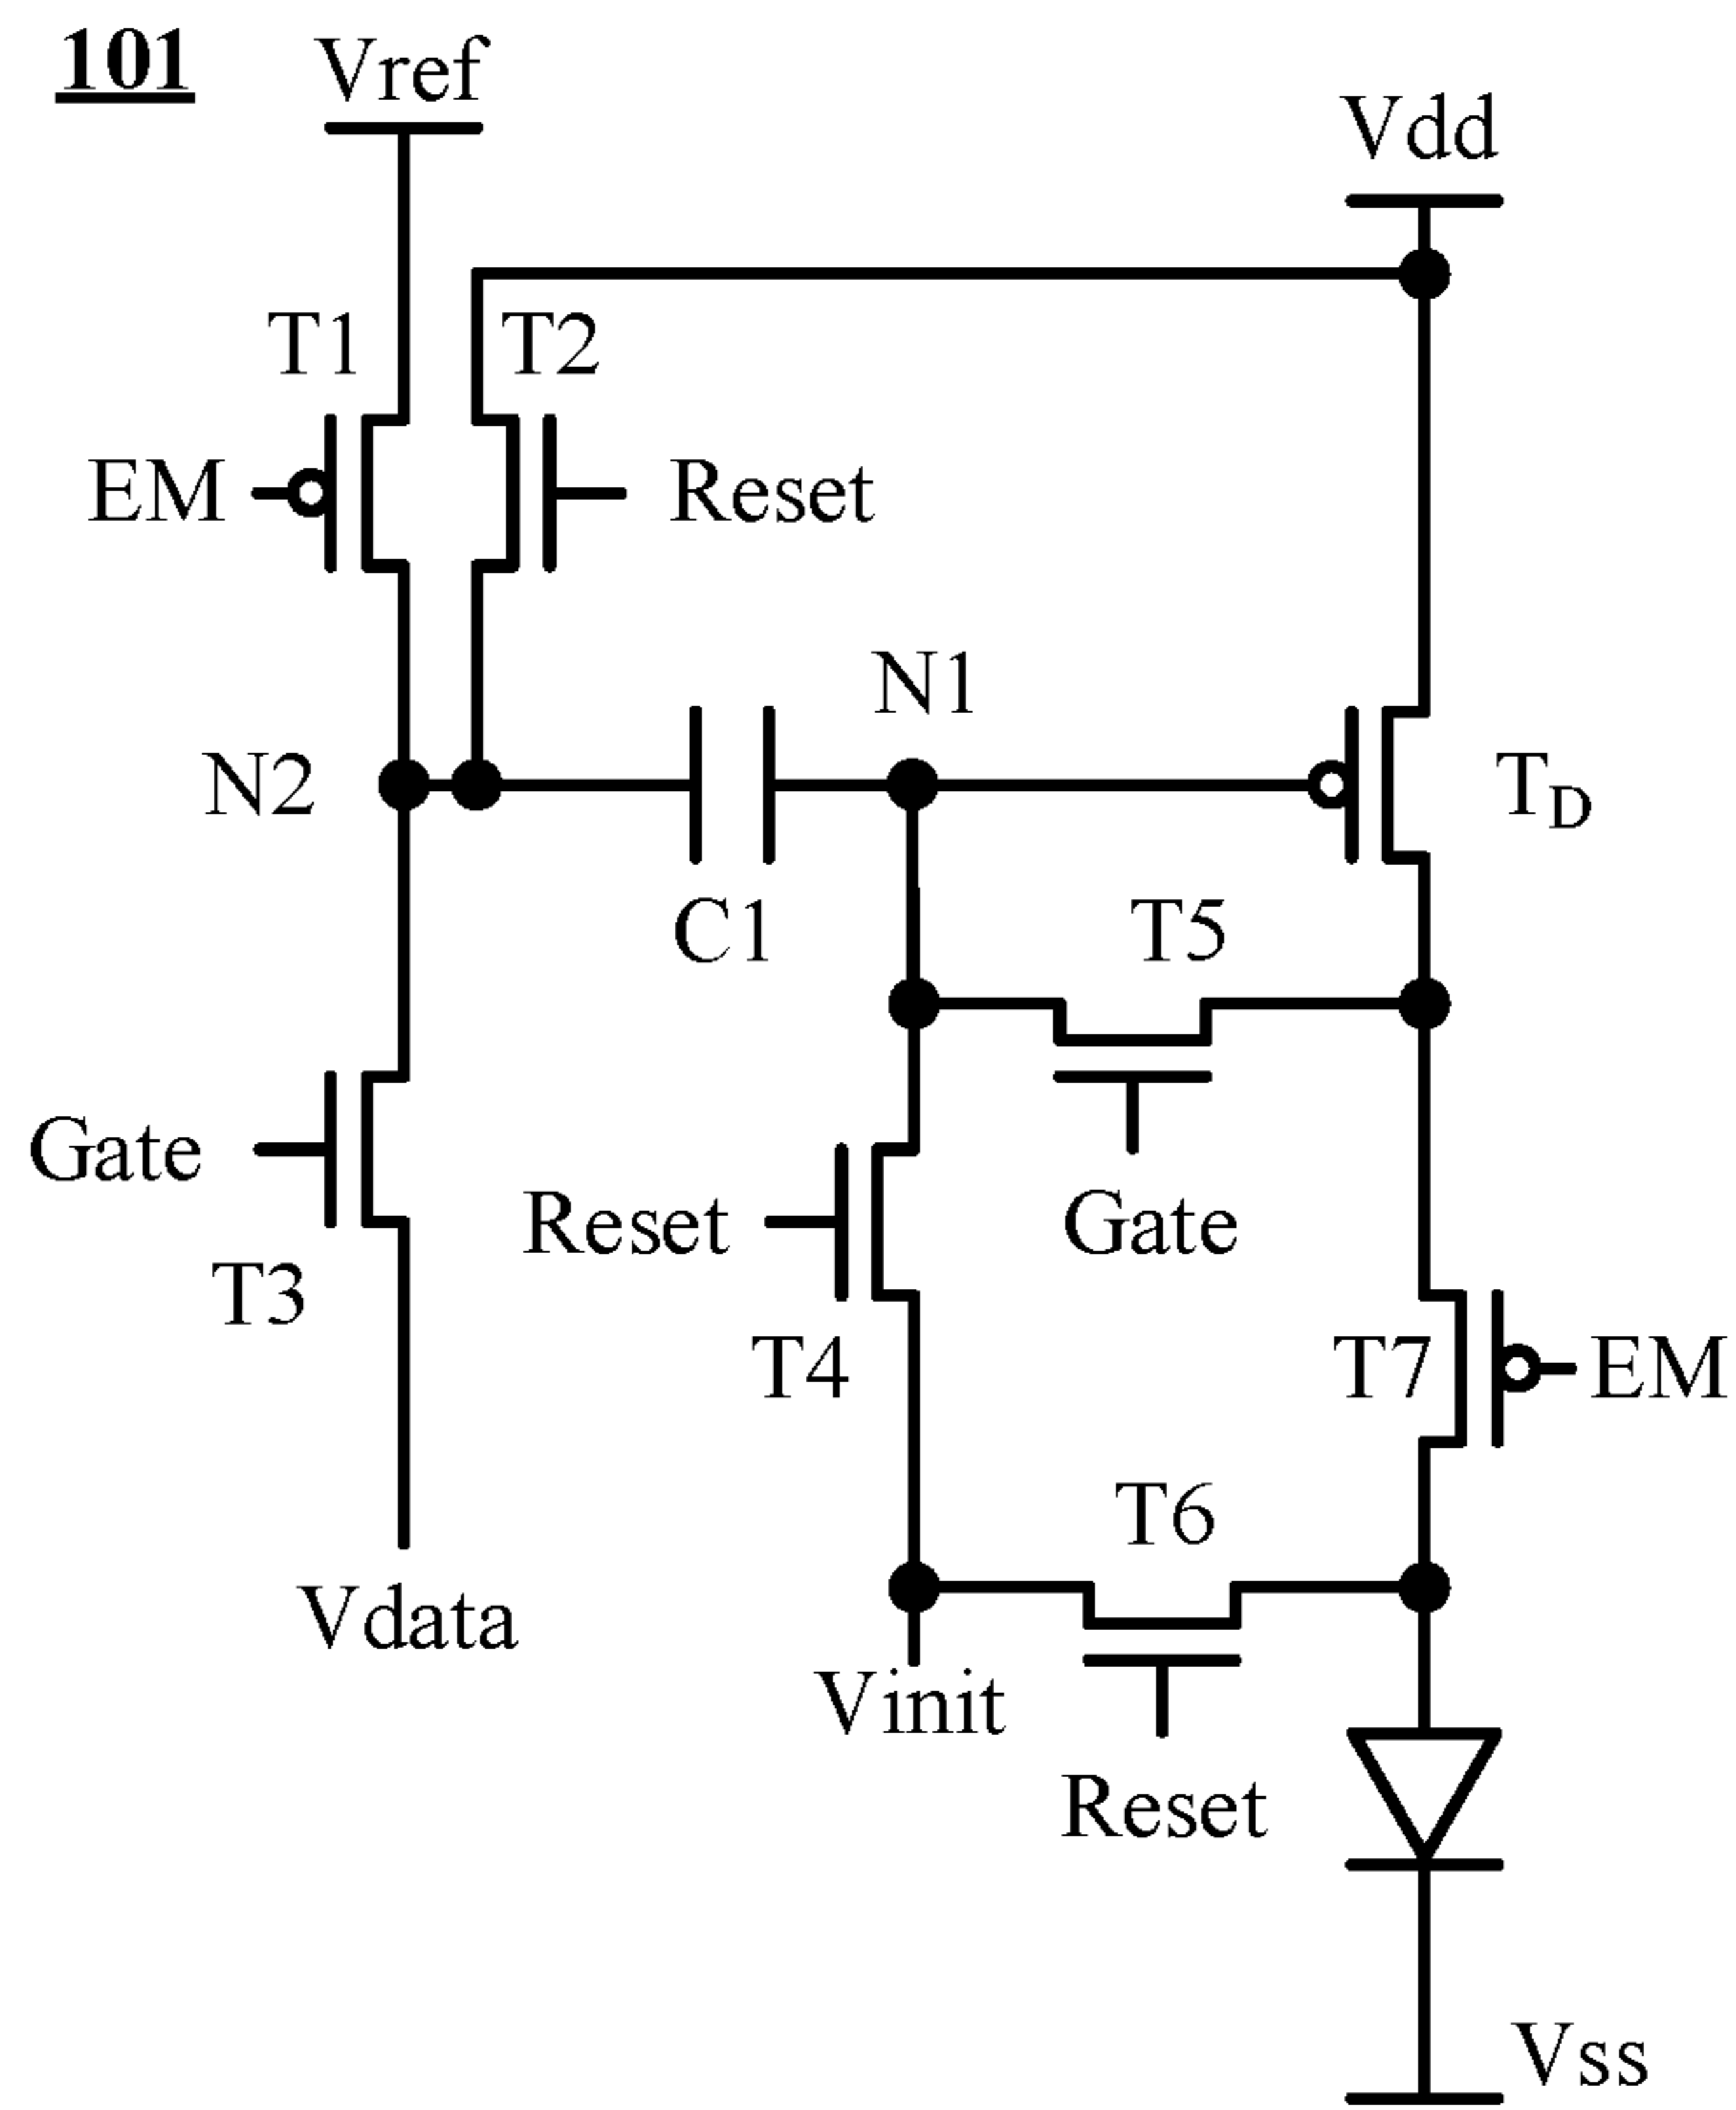 101
Vref
Vdd
T1
T2
EM
Reset
N1
N2
TD
C1
T5
Gate
Reset
Gate
T3
T4
T7
EM
T6
Vdata
Vinit
Reset
Vss